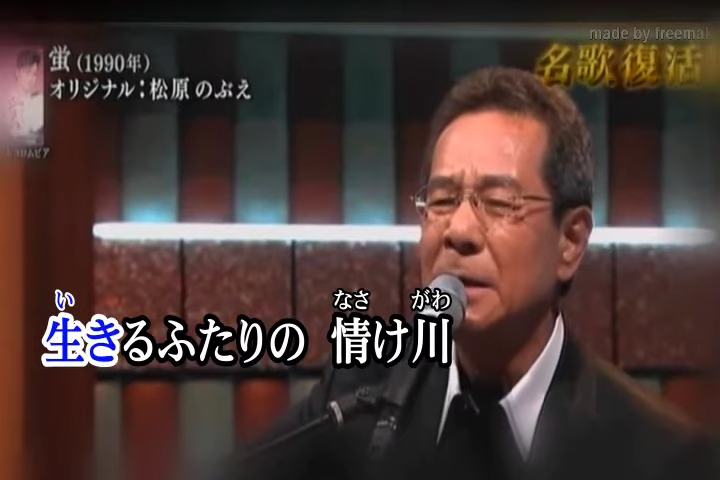 made by freemal
蛍(1990年)
オリジナル:松原のぶえ
名歌復活
い なさ がわ
生きるふたりの 情け川